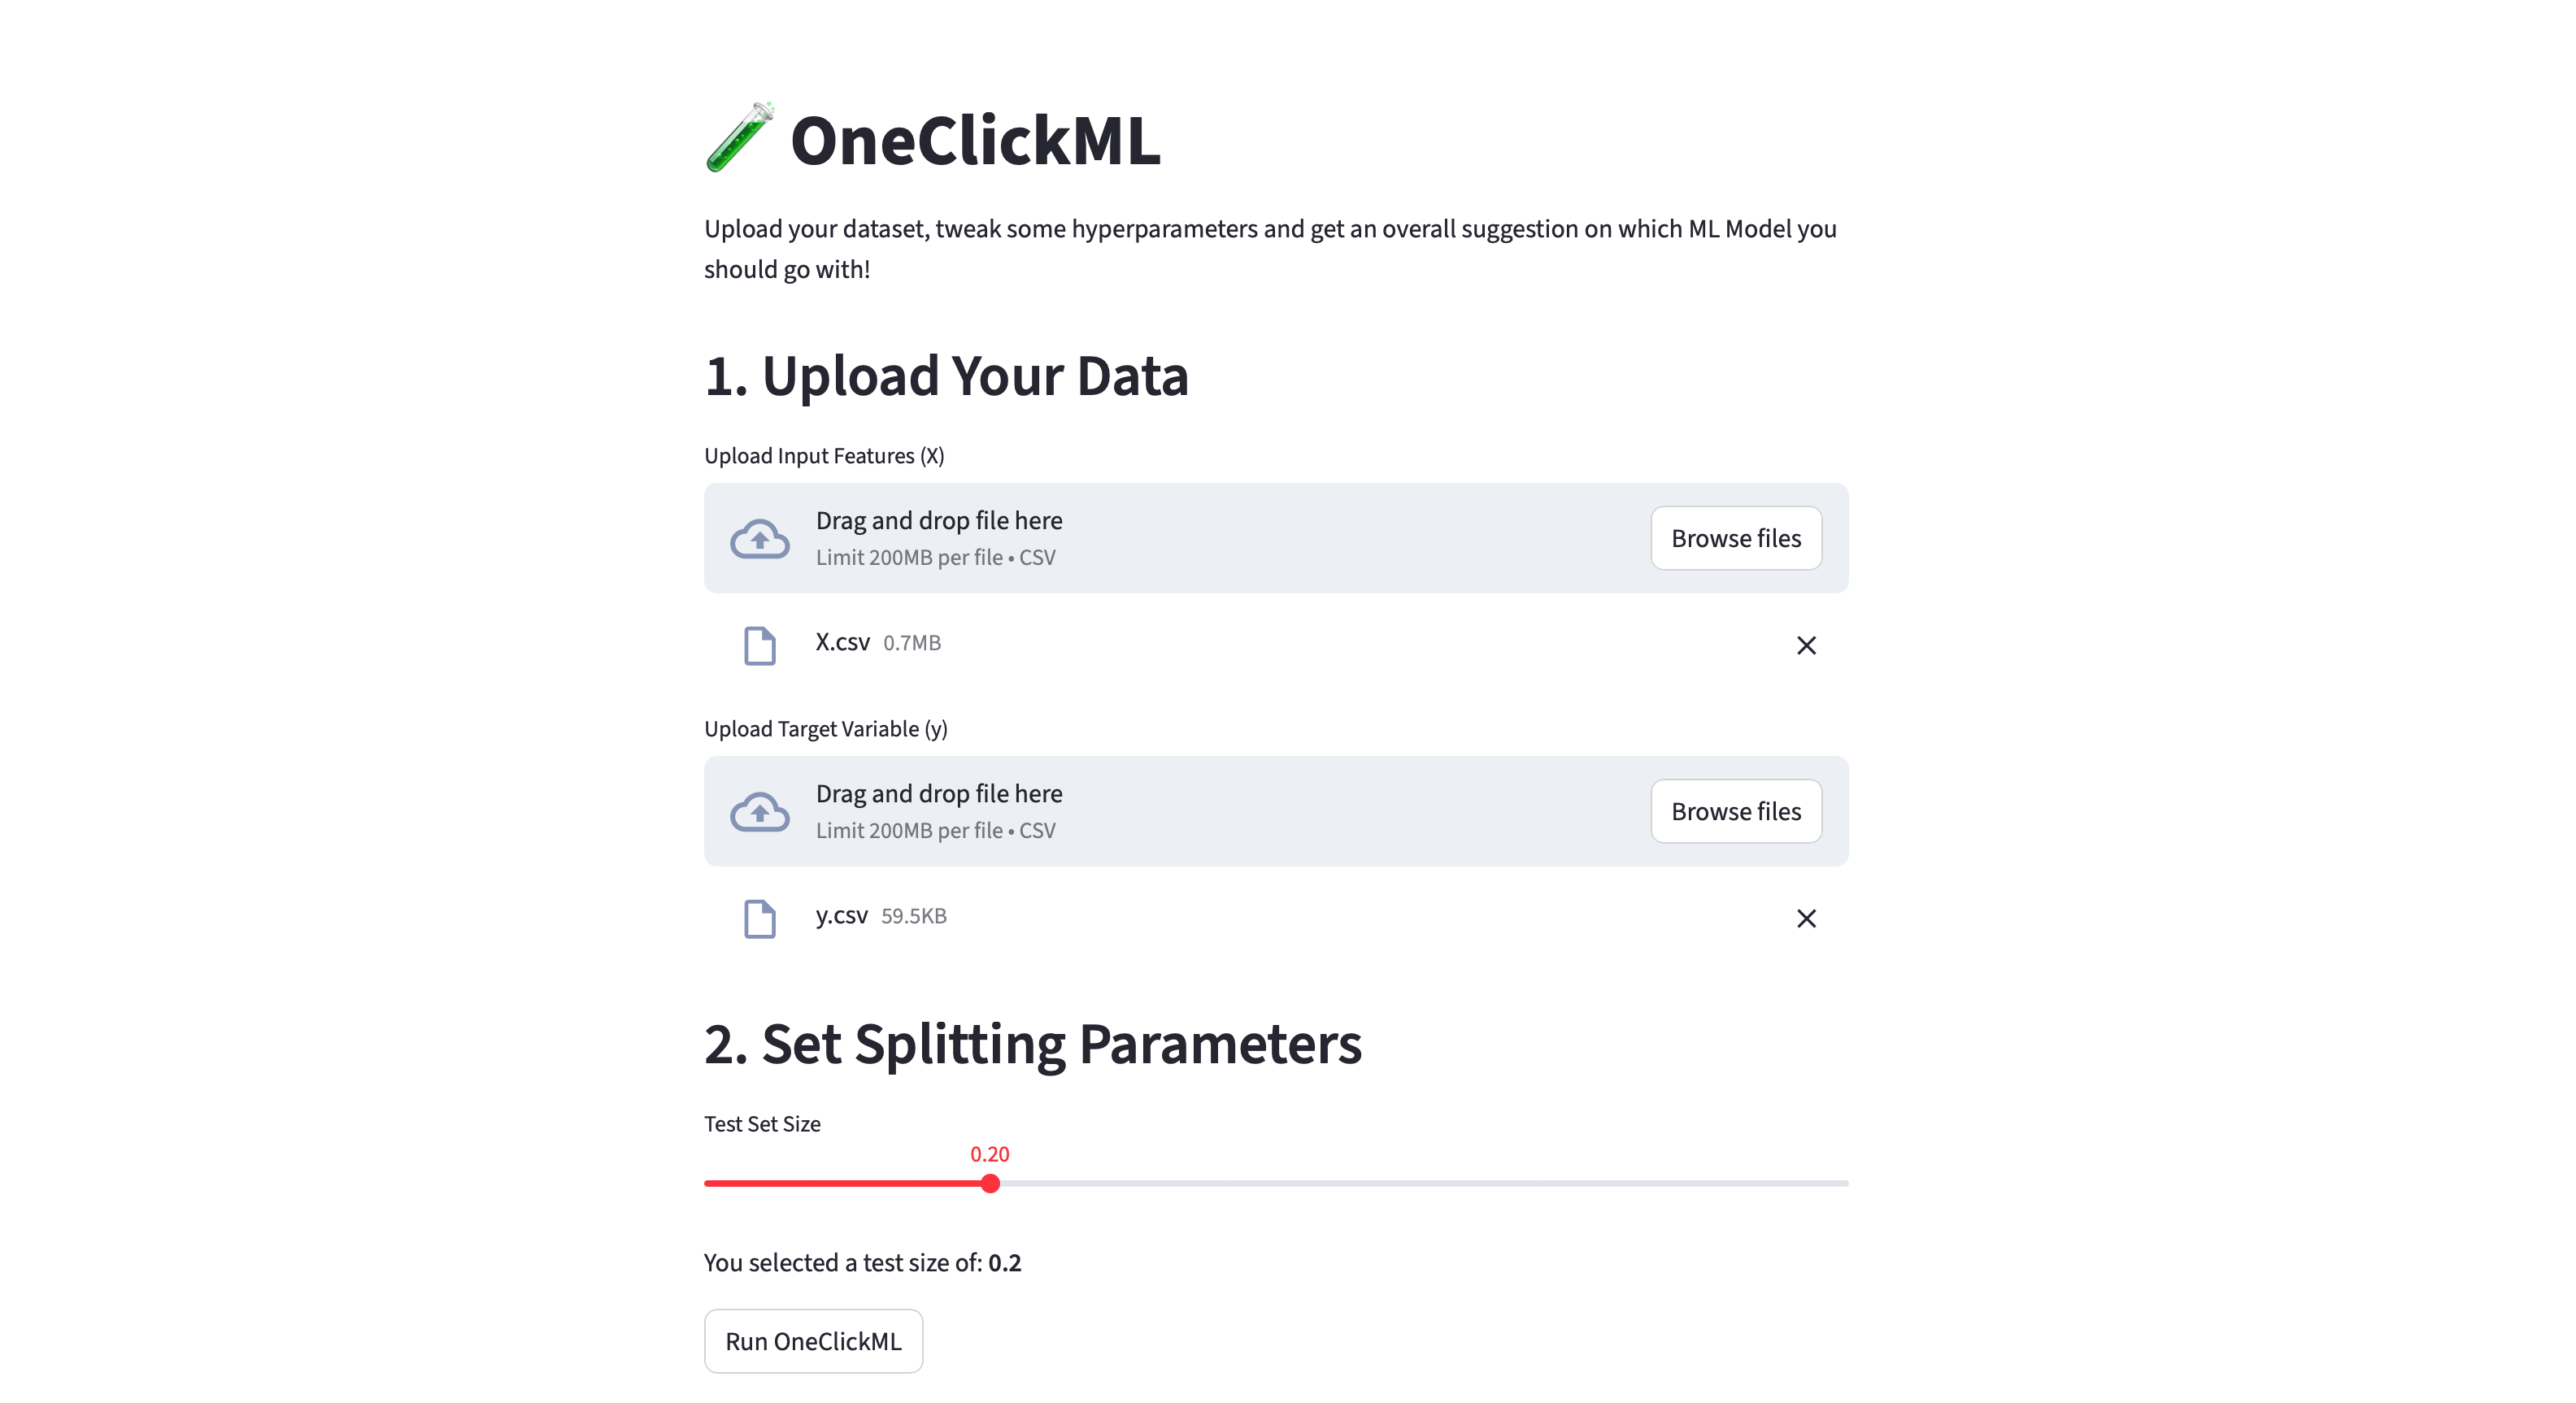 OneClickML
Upload your dataset, tweak some hyperparameters and get an overall suggestion on which ML Model you
should go with!
1. Upload Your Data
Upload Input Features (X)
Drag and drop file here
Limit 200MB per file • CSV
Browse files
X.csv 0.7MB
Upload Target Variable (y)
Drag and drop file here
Limit 200MB per file • CSV
Browse files
y.csv 59.5KB
2. Set Splitting Parameters
Test Set Size
0.20
You selected a test size of: 0.2
Run OneClickML